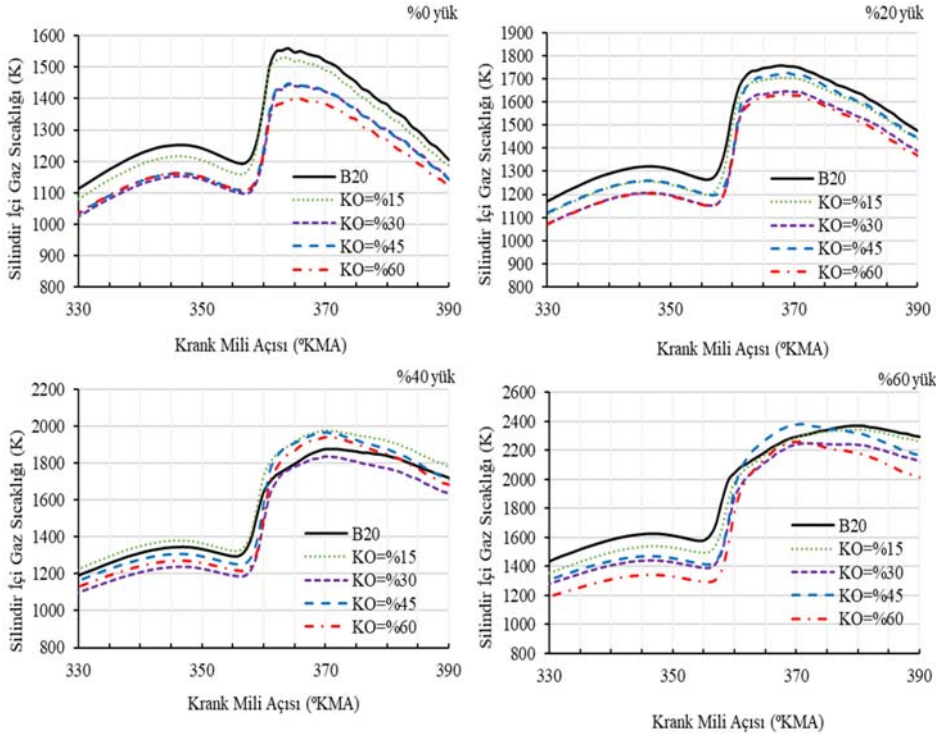 %0 yük
Silindir İçi Gaz Sıcaklığı (K)
1600
1500
1400
1300
1200
1100
1000
900
800
B20
KO=%15
KO=%30
KO=%45
KO=%60
330 350 370 390
Krank Mili Açısı (ºKMA)
%20 yük
Silindir İçi Gaz Sıcaklığı (K)
1900
1800
1700
1600
1500
1400
1300
1200
1100
1000
900
800
B20
KO=%15
KO=%30
KO=%45
KO=%60
330 350 370 390
Krank Mili Açısı (ºKMA)
%40 yük
Silindir İçi Gaz Sıcaklığı (K)
2200
2000
1800
1600
1400
1200
1000
800
B20
KO=%15
KO=%30
KO=%45
KO=%60
330 350 370 390
Krank Mili Açısı (ºKMA)
%60 yük
Silindir İçi Gaz Sıcaklığı (K)
2600
2400
2200
2000
1600
1400
1200
1000
800
B20
KO=%15
KO=%30
KO=%45
KO=%60
330 350 370 390
Krank Mili Açısı (ºKMA)